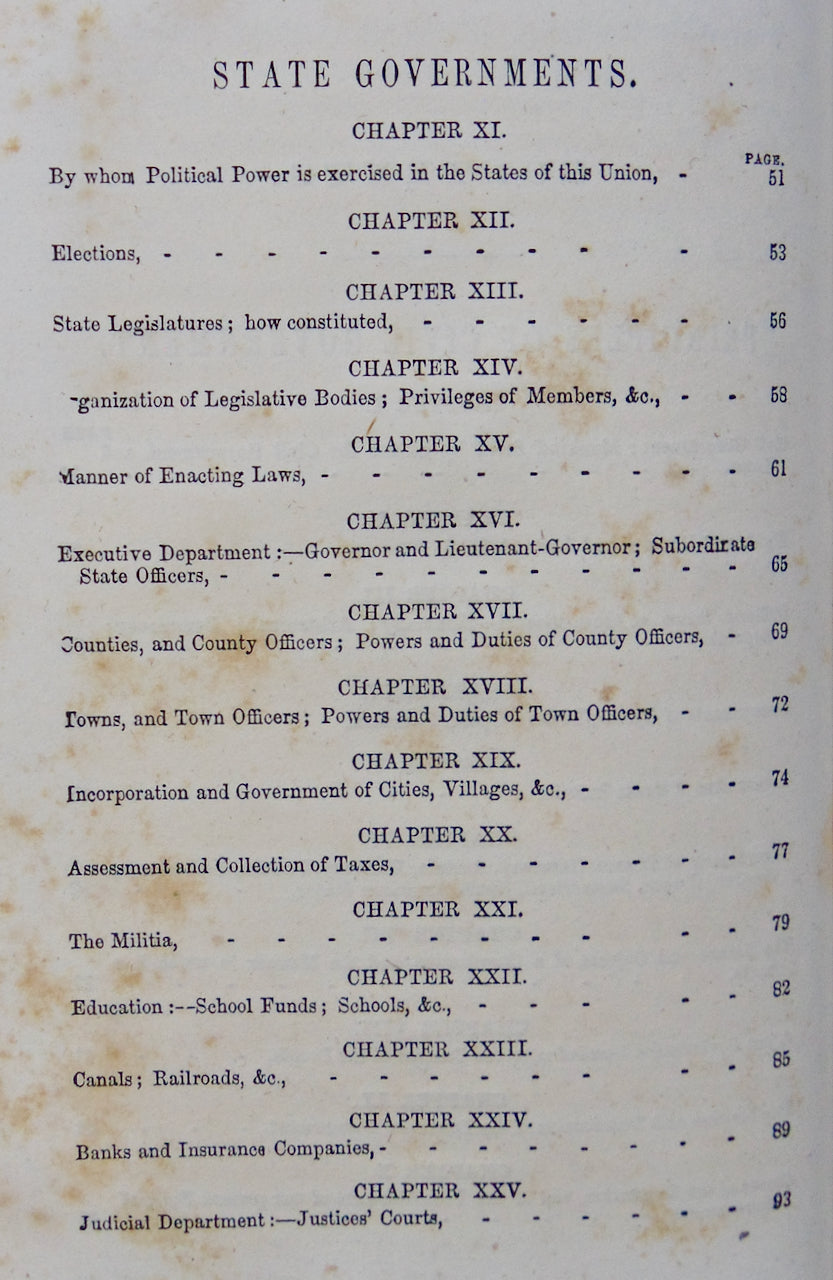 STATE GOVERNMENTS.
CHAPTER XI.
PAGE.
By whom Political Power is exercised in the States of this Union, - 51
CHAPTER XII.
Elections, - - - - - - - - - - 53
CHAPTER XIII.
State Legislatures; how constituted, - - - - - - 56
CHAPTER XIV.
ganization of Legislative Bodies; Privileges of Members, &c., - - 58
CHAPTER XV.
Manner of Enacting Laws, - - - - - - - - - 61
CHAPTER XVI.
Executive Department:—Governor and Lieutenant-Governor; Subordinate
State Officers, - - - - - - - - - - - 65
CHAPTER XVII.
Counties, and County Officers; Powers and Duties of County Officers, - 69
CHAPTER XVIII.
Towns, and Town Officers; Powers and Duties of Town Officers, - - 72
CHAPTER XIX.
Incorporation and Government of Cities, Villages, &c., - - - - 74
CHAPTER XX.
Assessment and Collection of Taxes, - - - - - - - 77
CHAPTER XXI.
The Militia, - - - - - - - - - - 79
CHAPTER XXII.
Education:--School Funds; Schools, &c., - - - - - 82
CHAPTER XXIII.
Canals; Railroads, &c., - - - - - - - - 85
CHAPTER XXIV.
Banks and Insurance Companies, - - - - - - - - 89
CHAPTER XXV.
Judicial Department:—Justices' Courts, - - - - - - 93